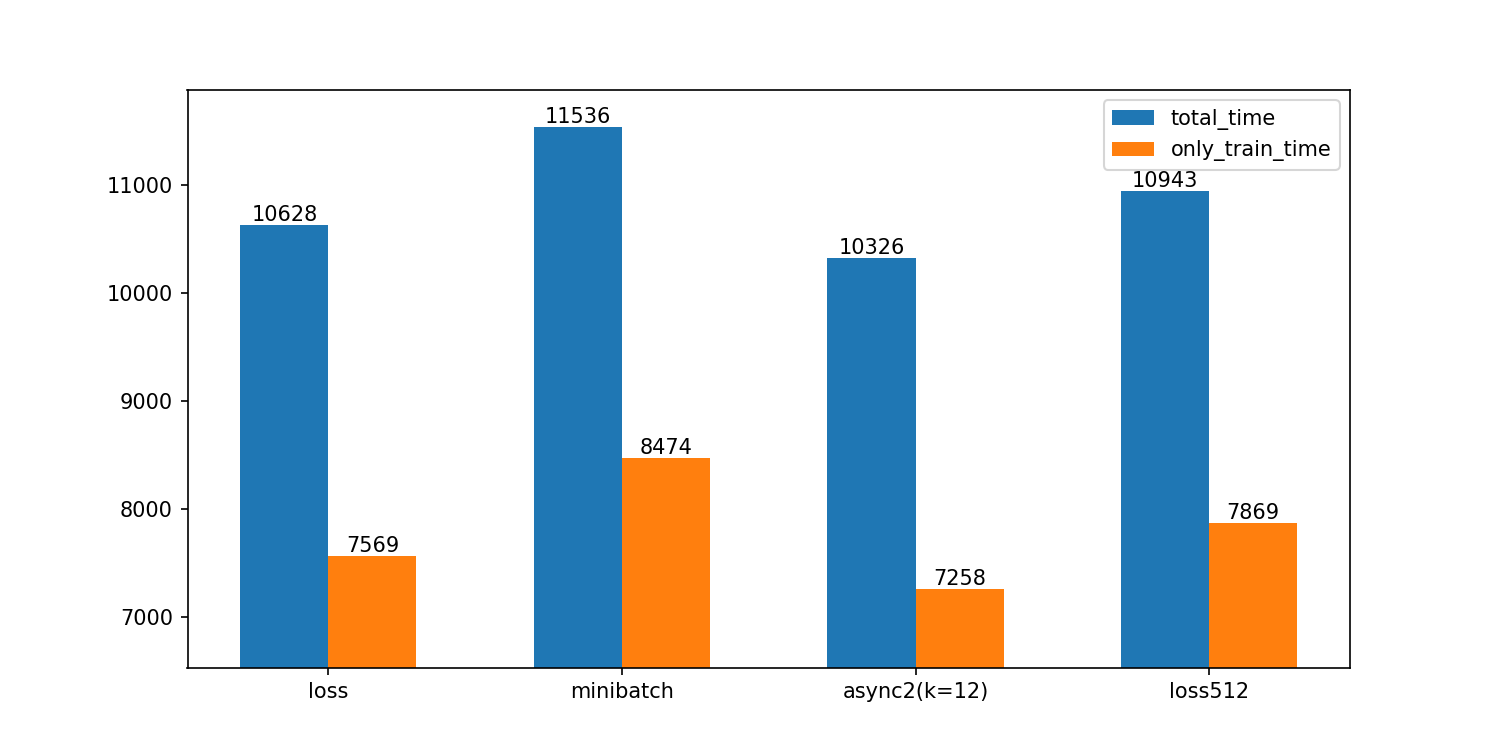 total_time
only_train_time
11536
10943
10628
10326
8474
7869
7569
7258
11000
10000
9000
8000
7000
loss
minibatch
async2(k=12)
loss512